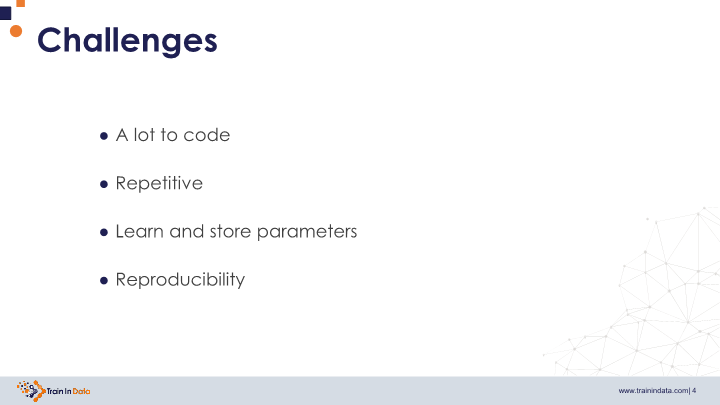 Challenges
● A lot to code
● Repetitive
● Learn and store parameters
● Reproducibility
Train In Data
www.trainindata.com| 4